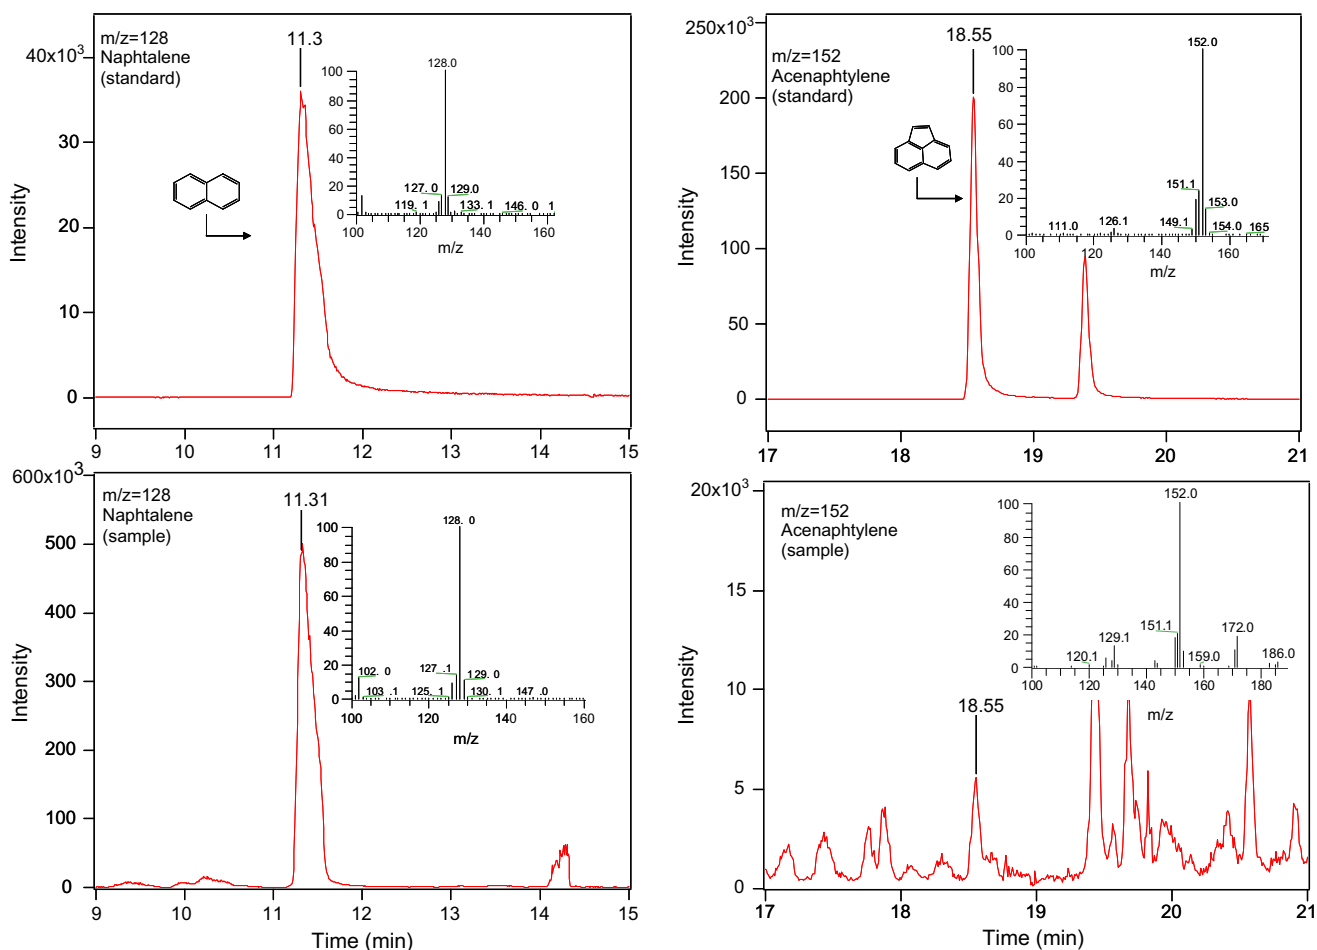 m/z=128
Naphtalene
(standard)
11.3
40x10³
30
20
10
0
Intensity
9 10 11 12 13 14 15
100
80
60
40
20
0
128.0
127. 0
129.0
119. 1
133. 1
146. 0
1
100 120 140 160
m/z
m/z=152
Acenaphtylene
(standard)
18.55
250x10³
200
150
100
50
0
Intensity
17 18 19 20 21
100
80
60
40
20
0
152.0
151.1
153.0
111.0
126.1
149.1
154.0
165
100 120 140 160
m/z
m/z=128
Naphtalene
(sample)
11.31
600x10³
500
400
300
200
100
0
Intensity
9 10 11 12 13 14 15
Time (min)
100
80
60
40
20
0
128. 0
102. 0
127 .1
129. 0
103 .1
125. 1
130. 1
147 .0
100 120 140 160
m/z
m/z=152
Acenaphtylene
(sample)
18.55
20x10³
15
10
5
0
Intensity
17 18 19 20 21
Time (min)
100
80
60
40
20
0
152.0
151.1
129.1
172.0
120.1
159.0
186.0
100 120 140 160 180
m/z